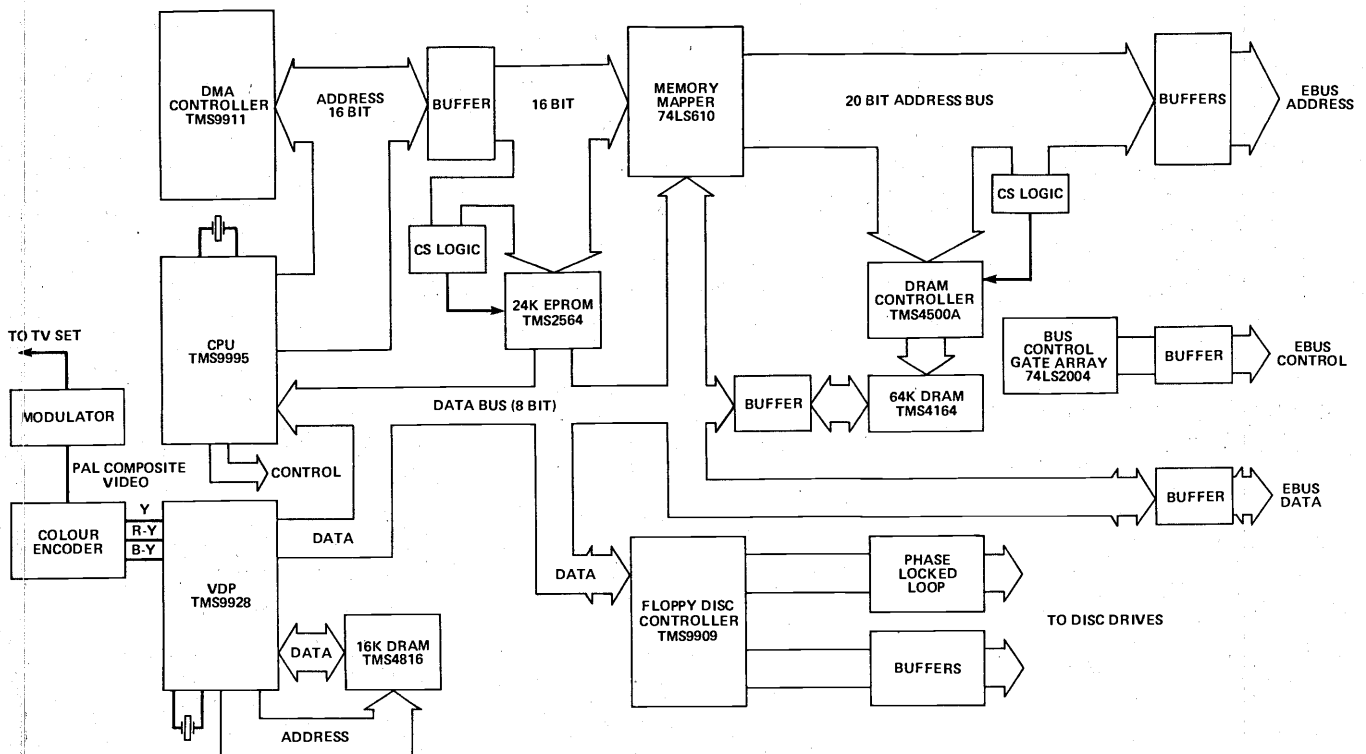 DMA
CONTROLLER
TMS9911
ADDRESS
16 BIT
BUFFER
16 BIT
MEMORY
MAPPER
74LS610
20 BIT ADDRESS BUS
BUFFERS
EBUS
ADDRESS
CS LOGIC
CS LOGIC
24K EPROM
TMS2564
DRAM
CONTROLLER
TMS4500A
TO TV SET
CPU
TMS9995
BUS
CONTROL
GATE ARRAY
74LS2004
BUFFER
EBUS
CONTROL
MODULATOR
DATA BUS (8 BIT)
BUFFER
64K DRAM
TMS4164
PAL COMPOSITE
VIDEO
CONTROL
COLOUR
ENCODER
Y
R-Y
B-Y
VDP
TMS9928
DATA
BUFFER
EBUS
DATA
DATA
FLOPPY DISC
CONTROLLER
TMS9909
PHASE
LOCKED
LOOP
TO DISC DRIVES
DATA
16K DRAM
TMS4816
BUFFERS
ADDRESS